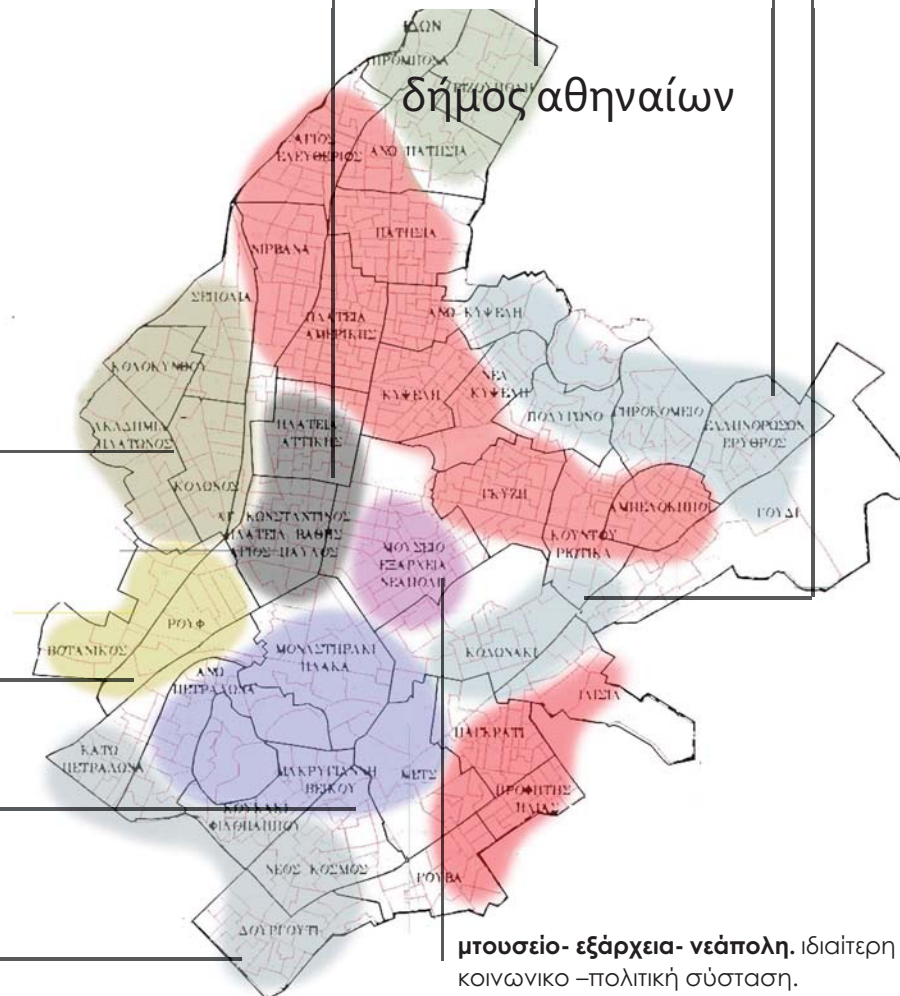 δήμος αθηναίων
ΑΓΙΟΣ
ΕΛΕΥΘΕΡΙΟΣ
ΑΝΩ ΠΑΤΗΣΙΑ
ΠΑΤΗΣΙΑ
ΝΙΡΒΑΝΑ
ΣΕΠΟΛΙΑ
ΠΛΑΤΕΙΑ
ΑΜΕΡΙΚΗΣ
ΑΝΩ ΚΥΨΕΛΗ
ΚΟΛΟΚΥΝΘΟΥ
ΚΥΨΕΛΗ
ΝΕΑ
ΚΥΨΕΛΗ
ΠΟΛΥΓΩΝΟ
ΓΗΡΟΚΟΜΕΙΟ
ΕΛΛΗΝΟΡΩΣΩΝ
ΕΡΥΘΡΟΣ
ΑΚΑΔΗΜΙΑ
ΠΛΑΤΩΝΟΣ
ΠΛΑΤΕΙΑ
ΑΤΤΙΚΗΣ
ΚΟΛΩΝΟΣ
ΓΚΥΖΗ
ΑΜΠΕΛΟΚΗΠΟΙ
ΓΟΥΔΙ
ΑΓ. ΚΩΝΣΤΑΝΤΙΝΟΣ
ΠΛΑΤΕΙΑ ΒΑΘΗΣ
ΑΓΙΟΣ ΠΑΥΛΟΣ
ΚΟΥΝΤΟΥ
ΡΙΩΤΙΚΑ
ΜΟΥΣΕΙΟ
ΕΞΑΡΧΕΙΑ
ΝΕΑΠΟΛΗ
ΡΟΥΦ
ΒΟΤΑΝΙΚΟΣ
ΜΟΝΑΣΤΗΡΑΚΙ
ΠΛΑΚΑ
ΚΟΛΩΝΑΚΙ
ΑΝΩ
ΠΕΤΡΑΛΩΝΑ
ΙΛΙΣΙΑ
ΠΑΓΚΡΑΤΙ
ΚΑΤΩ
ΠΕΤΡΑΛΩΝΑ
ΜΑΚΡΥΓΙΑΝΝΗ
ΒΕΙΚΟΥ
ΜΕΤΣ
ΠΡΟΦΗΤΗΣ
ΗΛΙΑΣ
ΚΟΥΚΑΚΙ
ΦΙΛΟΠΑΠΠΟΥ
ΝΕΟΣ ΚΟΣΜΟΣ
ΓΟΥΒΑ
ΔΟΥΡΓΟΥΤΙ
μτουσείο- εξάρχεια- νεάπολη. ιδιαίτερη
κοινωνικο –πολιτική σύσταση.